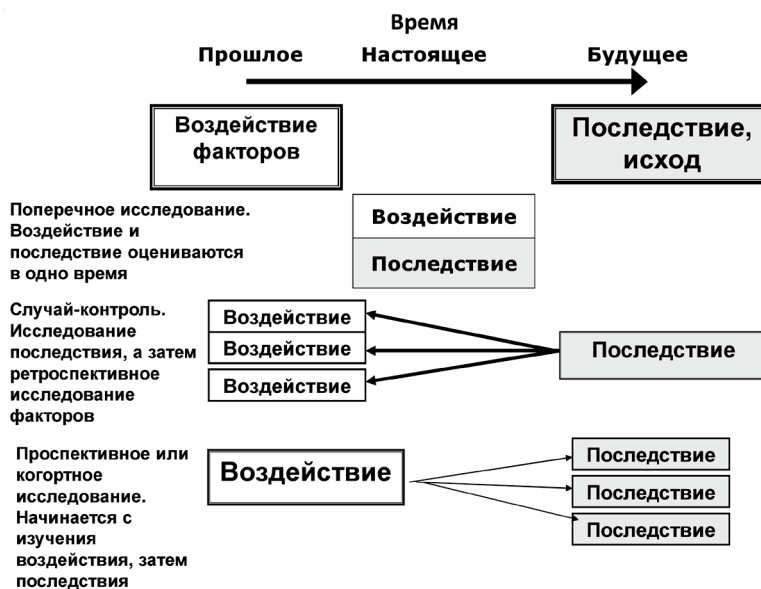 Время
Прошлое Настоящее Будущее
Воздействие
факторов
Последствие,
исход
Поперечное исследование.
Воздействие и
последствие оцениваются
в одно время
Воздействие
Последствие
Случай-контроль.
Исследование
последствия, а затем
ретроспективное
исследование
факторов
Воздействие
Воздействие
Воздействие
Последствие
Проспективное или
когортное
исследование.
Начинается с
изучения
воздействия, затем
последствия
Воздействие
Последствие
Последствие
Последствие